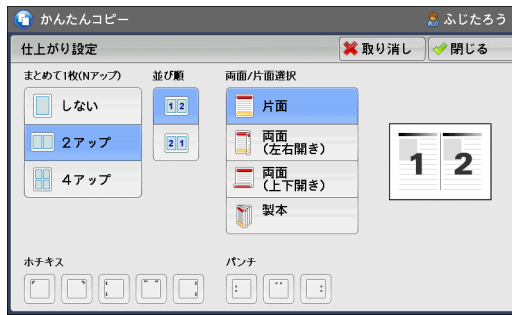 かんたんコピー
ふじたろう
仕上がり設定
取り消し
閉じる
まとめて1枚(Nアップ)
並び順
両面/片面選択
しない
2アップ
4アップ
1 2
2 1
片面
両面
(左右開き)
両面
(上下開き)
製本
1 2
ホチキス
パンチ